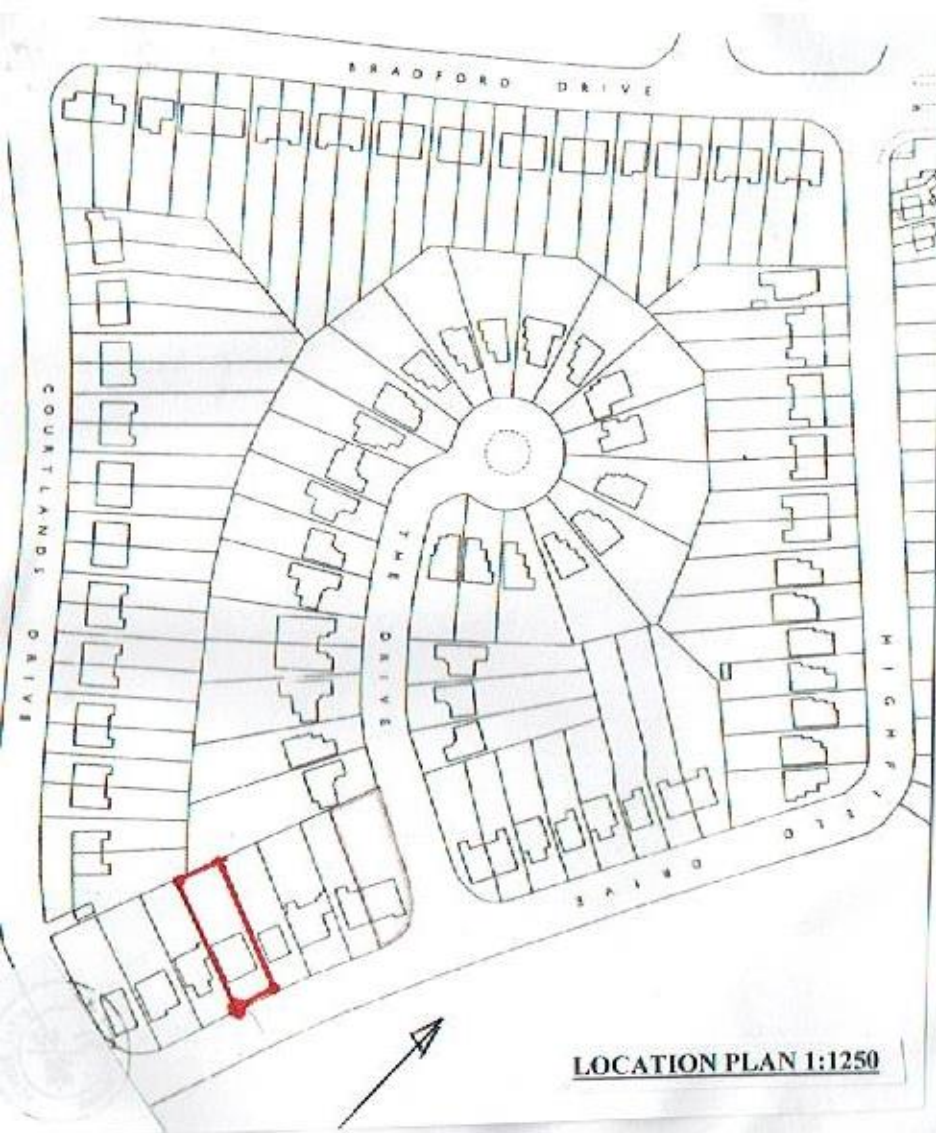 BRADFORD DRIVE
COURTLANDS DRIVE
THE DRIVE
HIGHFIELD DRIVE
LOCATION PLAN 1:1250